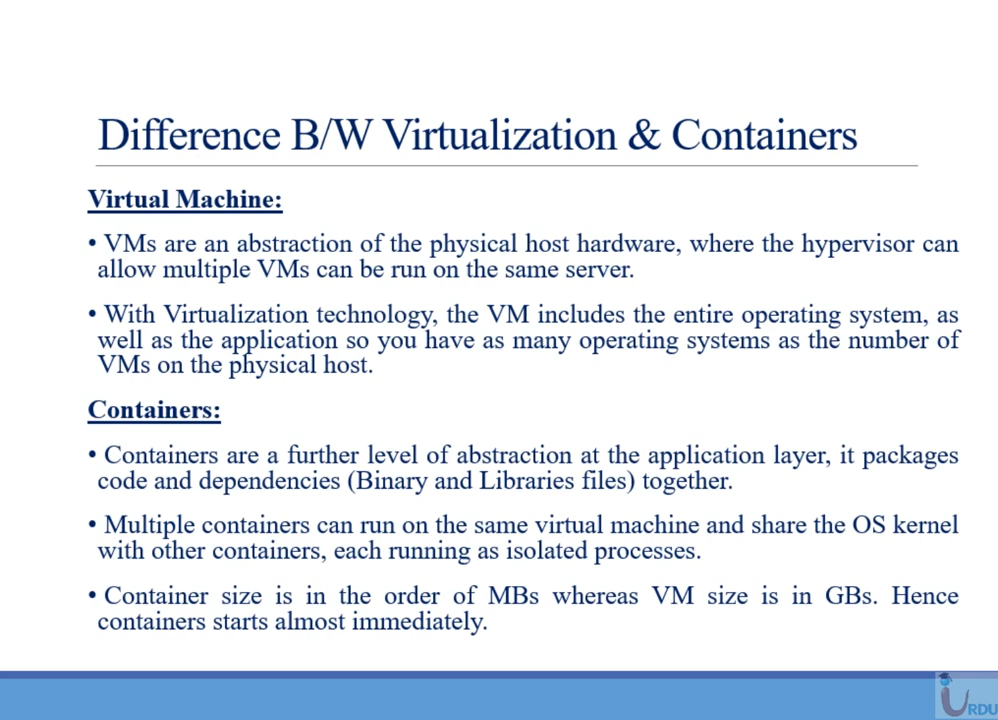 Difference B/W Virtualization & Containers
Virtual Machine:
• VMs are an abstraction of the physical host hardware, where the hypervisor can
allow multiple VMs can be run on the same server.
• With Virtualization technology, the VM includes the entire operating system, as
well as the application so you have as many operating systems as the number of
VMs on the physical host.
Containers:
• Containers are a further level of abstraction at the application layer, it packages
code and dependencies (Binary and Libraries files) together.
• Multiple containers can run on the same virtual machine and share the OS kernel
with other containers, each running as isolated processes.
• Container size is in the order of MBs whereas VM size is in GBs. Hence
containers starts almost immediately.
iURDU